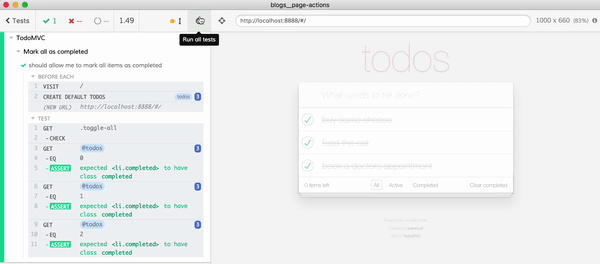 blogs__page-actions
Tests
1
--
--
1.49
http://localhost:8888/#/
1000 x 660 (83%)
Run all tests
TodoMVC
Mark all as completed
should allow me to mark all items as completed
BEFORE EACH
1 VISIT /
2 CREATE DEFAULT TODOS todos 3
(NEW URL) http://localhost:8888/#/
TEST
1 GET .toggle-all
2 -CHECK
3 GET @todos 3
4 -EQ 0
5 -ASSERT expected <li.completed> to have
class completed
6 GET @todos 3
7 -EQ 1
8 -ASSERT expected <li.completed> to have
class completed
9 GET @todos 3
10 -EQ 2
11 -ASSERT expected <li.completed> to have
class completed
todos
What needs to be done?
buy some cheese
feed the cat
book a doctors appointment
0 items left
All
Active
Completed
Clear completed